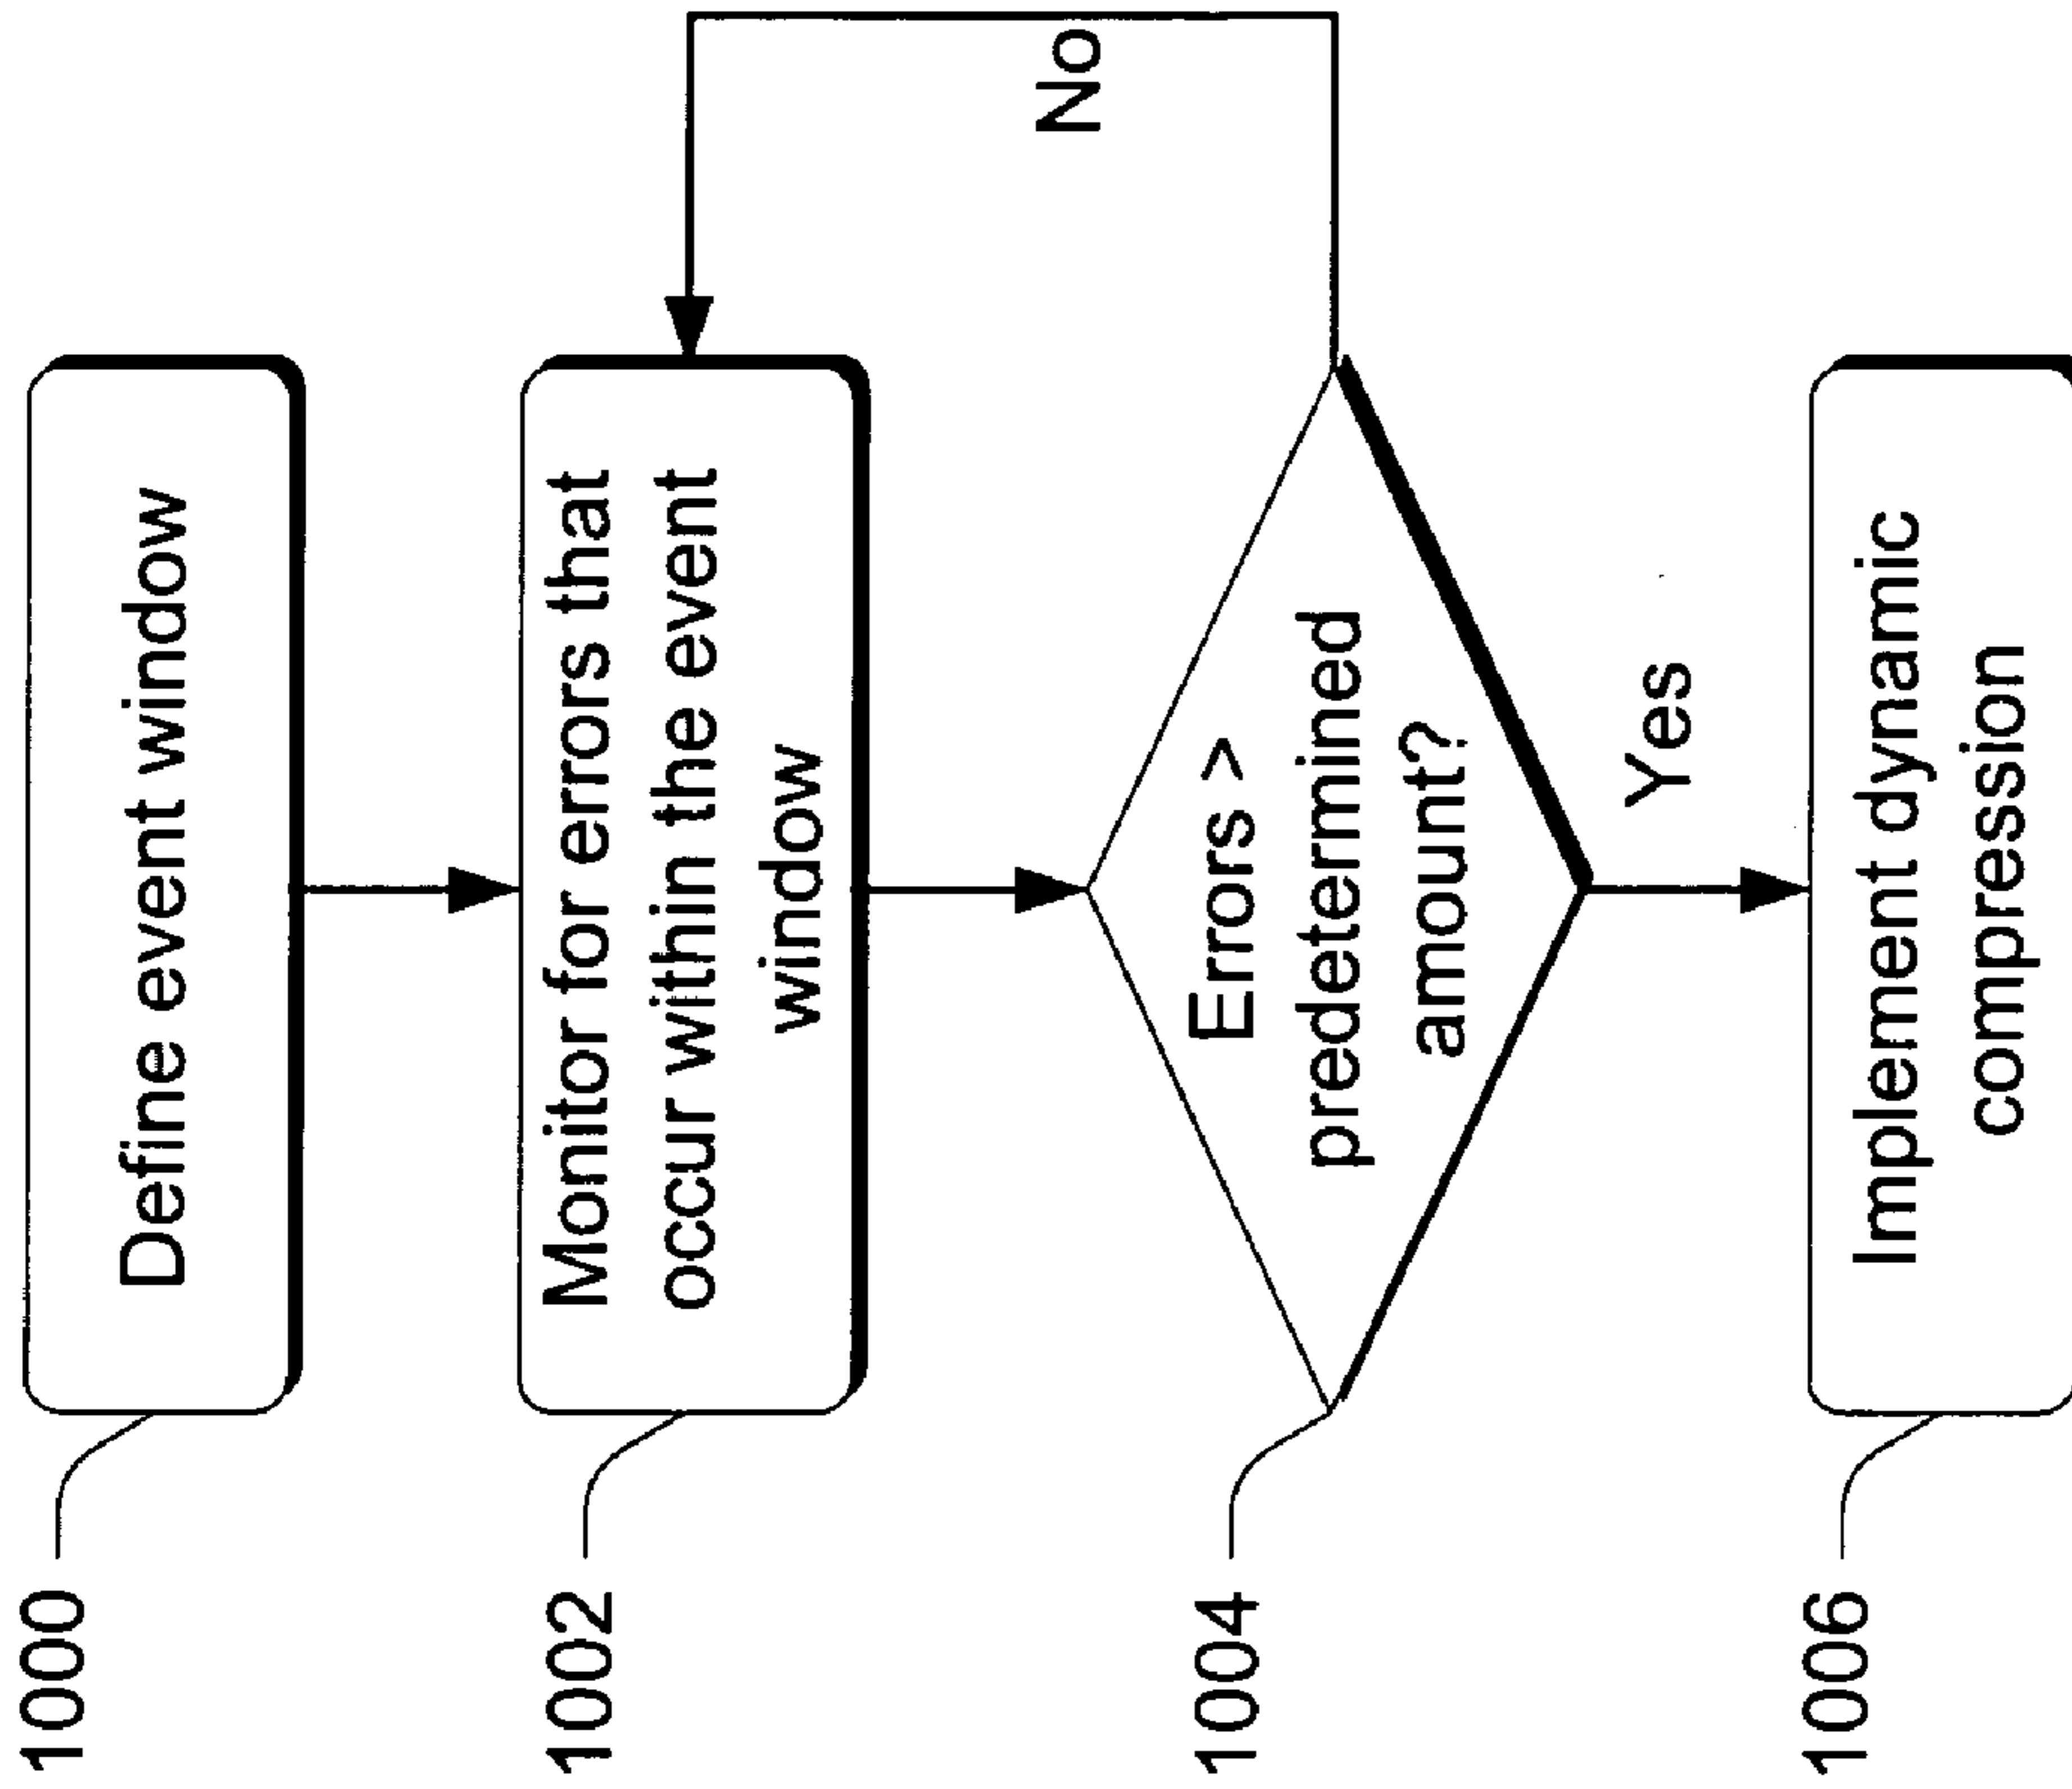 1000
Define event window
1002
Monitor for errors that
occur within the event
window
1004
Errors >
predetermined
amount?
No
Yes
1006
Implement dynamic
compression